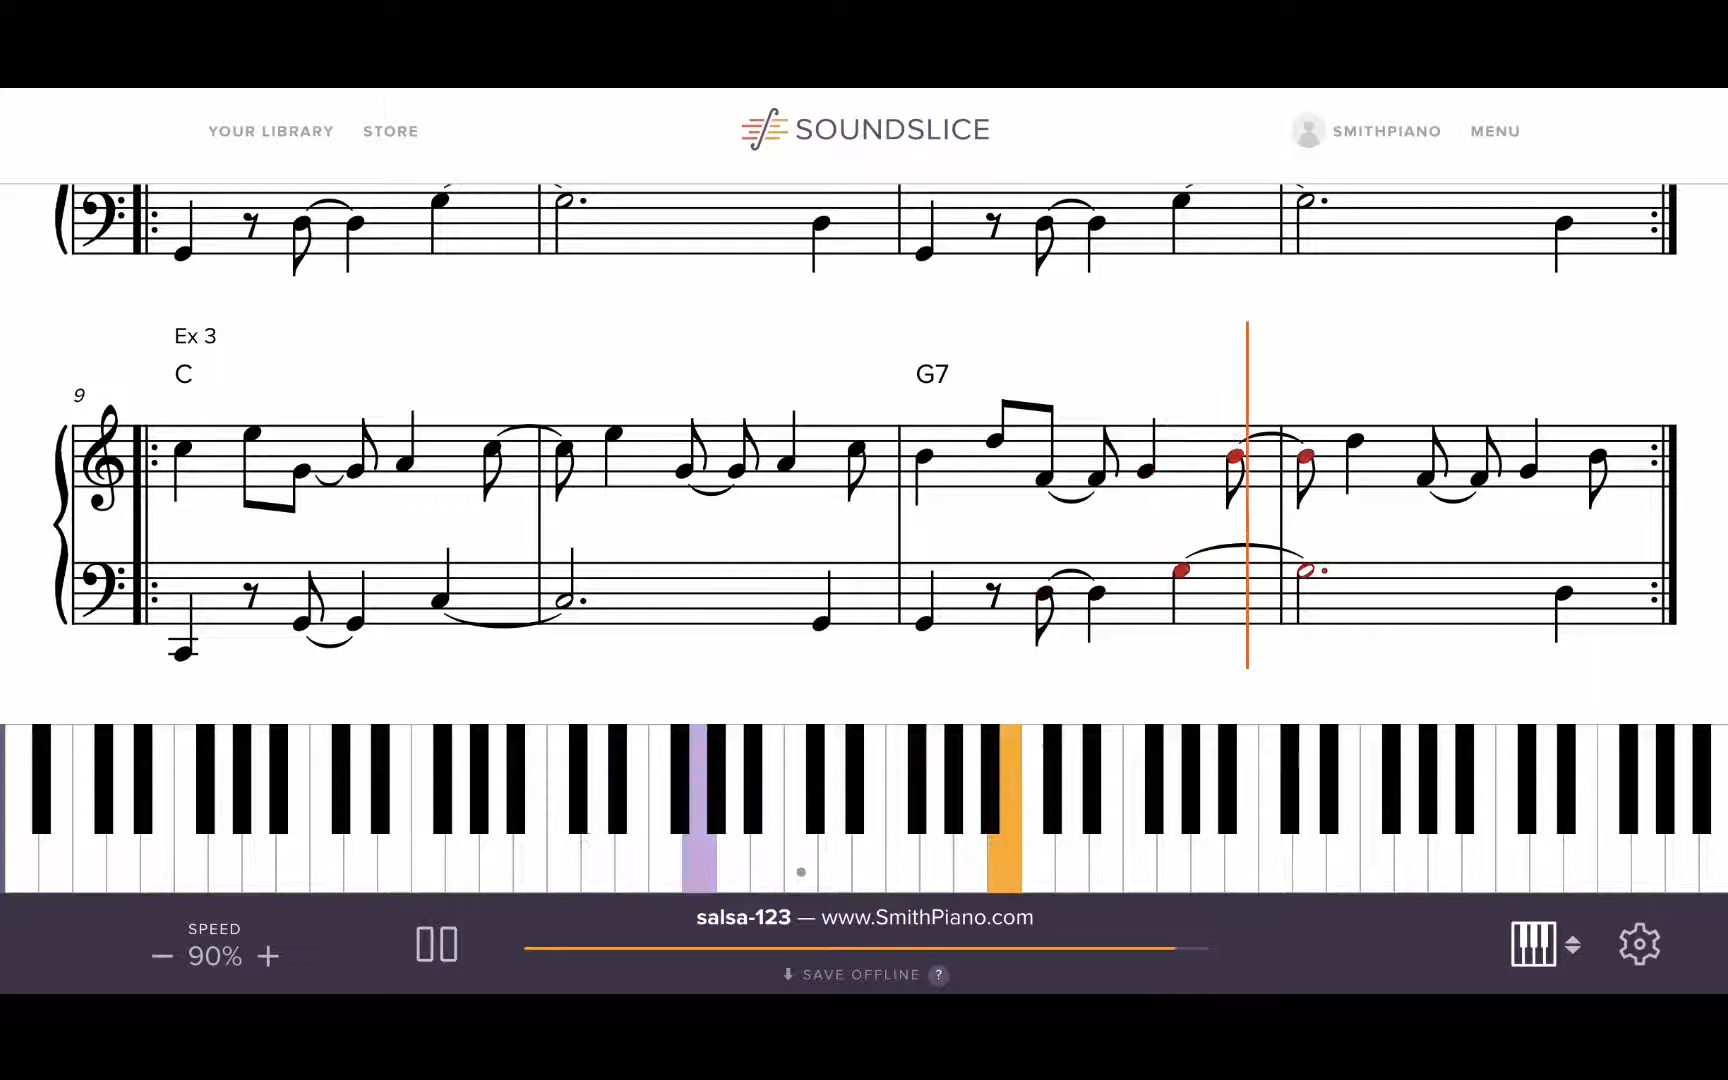 YOUR LIBRARY STORE SOUNDSLICE SMITHPIANO MENU
Ex 3
C G7
9
SPEED
90%
salsa-123 — www.SmithPiano.com
SAVE OFFLINE ?